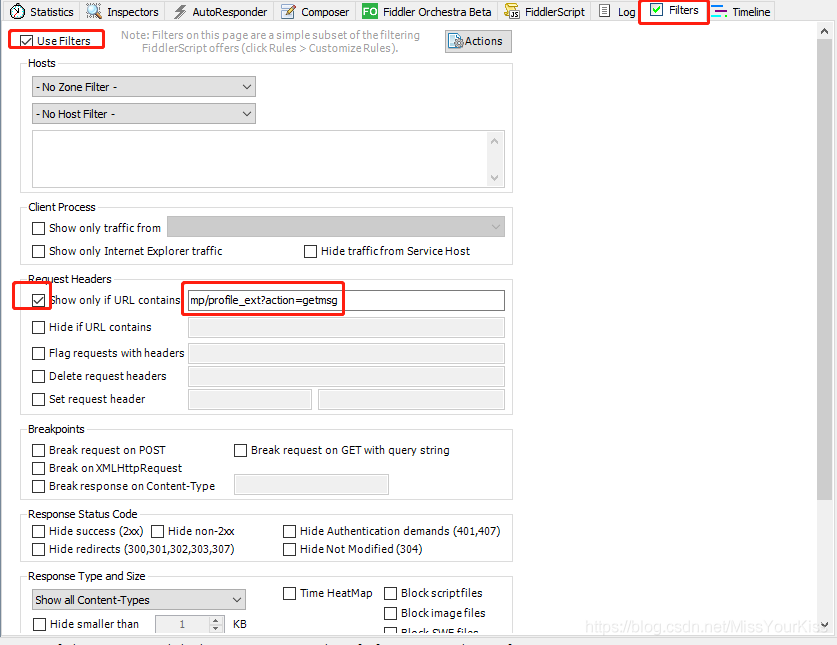 Statistics Inspectors AutoResponder Composer FO Fiddler Orchestra Beta JS FiddlerScript Log Filters Timeline
Use Filters
Note: Filters on this page are a simple subset of the filtering
FiddlerScript offers (click Rules > Customize Rules).
Actions
Hosts
- No Zone Filter -
- No Host Filter -
Client Process
Show only traffic from
Show only Internet Explorer traffic Hide traffic from Service Host
Request Headers
Show only if URL contains mp/profile_ext?action=getmsg
Hide if URL contains
Flag requests with headers
Delete request headers
Set request header
Breakpoints
Break request on POST Break request on GET with query string
Break on XMLHttpRequest
Break response on Content-Type
Response Status Code
Hide success (2xx) Hide non-2xx Hide Authentication demands (401,407)
Hide redirects (300,301,302,303,307) Hide Not Modified (304)
Response Type and Size
Show all Content-Types Time HeatMap Block script files
Block image files
Hide smaller than 1 KB Block SWF files
https://blog.csdn.net/MissYourKiss